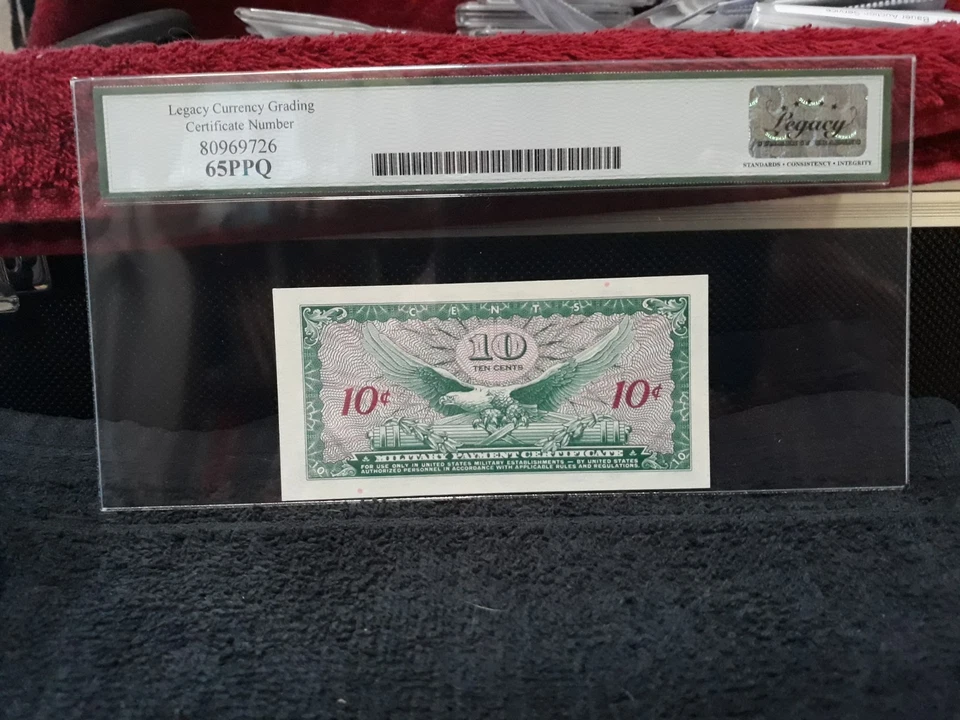 Legacy Currency Grading
Certificate Number
80969726
65PPQ
Legacy
CURRENCY GRADING
STANDARDS • CONSISTENCY • INTEGRITY
CENTS
10
TEN CENTS
10¢
10¢
MILITARY PAYMENT CERTIFICATE
FOR USE ONLY IN UNITED STATES MILITARY ESTABLISHMENTS — BY UNITED STATES
AUTHORIZED PERSONNEL IN ACCORDANCE WITH APPLICABLE RULES AND REGULATIONS.